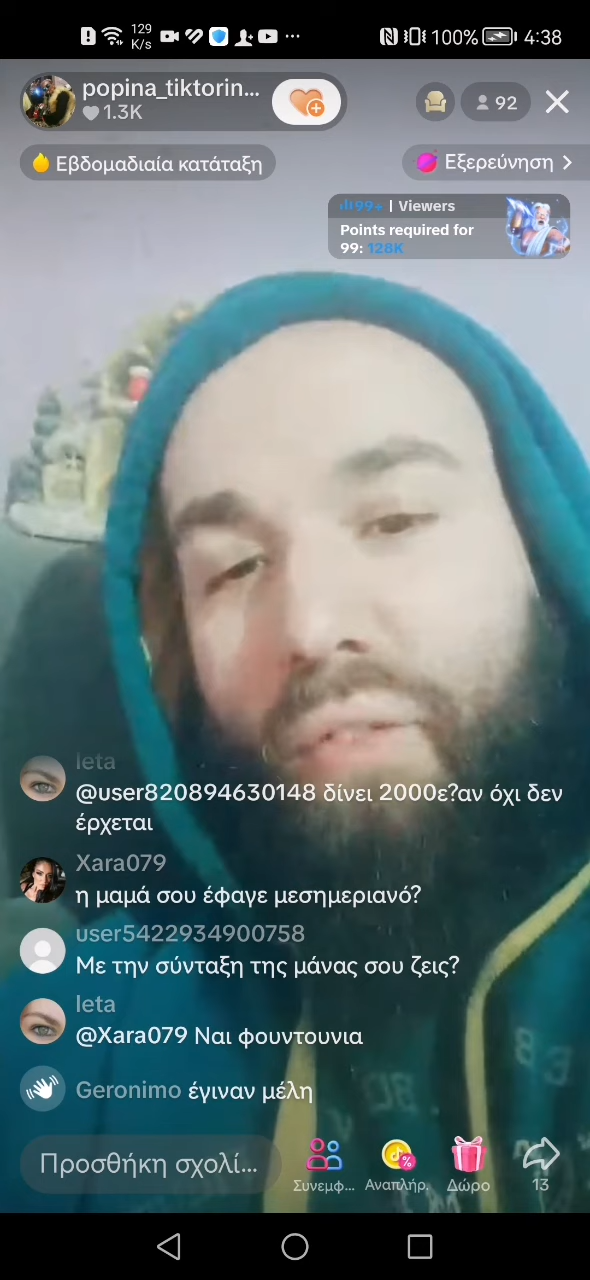 129
K/s
100%
4:38
popina_tiktorin...
1.3K
92
Εβδομαδιαία κατάταξη
Εξερεύνηση
99+ | Viewers
Points required for
99: 128K
leta
@user820894630148 δίνει 2000ε?αν όχι δεν
έρχεται
Xara079
η μαμά σου έφαγε μεσημεριανό?
user5422934900758
Με την σύνταξη της μάνας σου ζεις?
leta
@Xara079 Ναι φουντουνια
Geronimo έγιναν μέλη
Προσθήκη σχολί...
Συνεμφ...
Αναπλήρ.
Δώρο
13